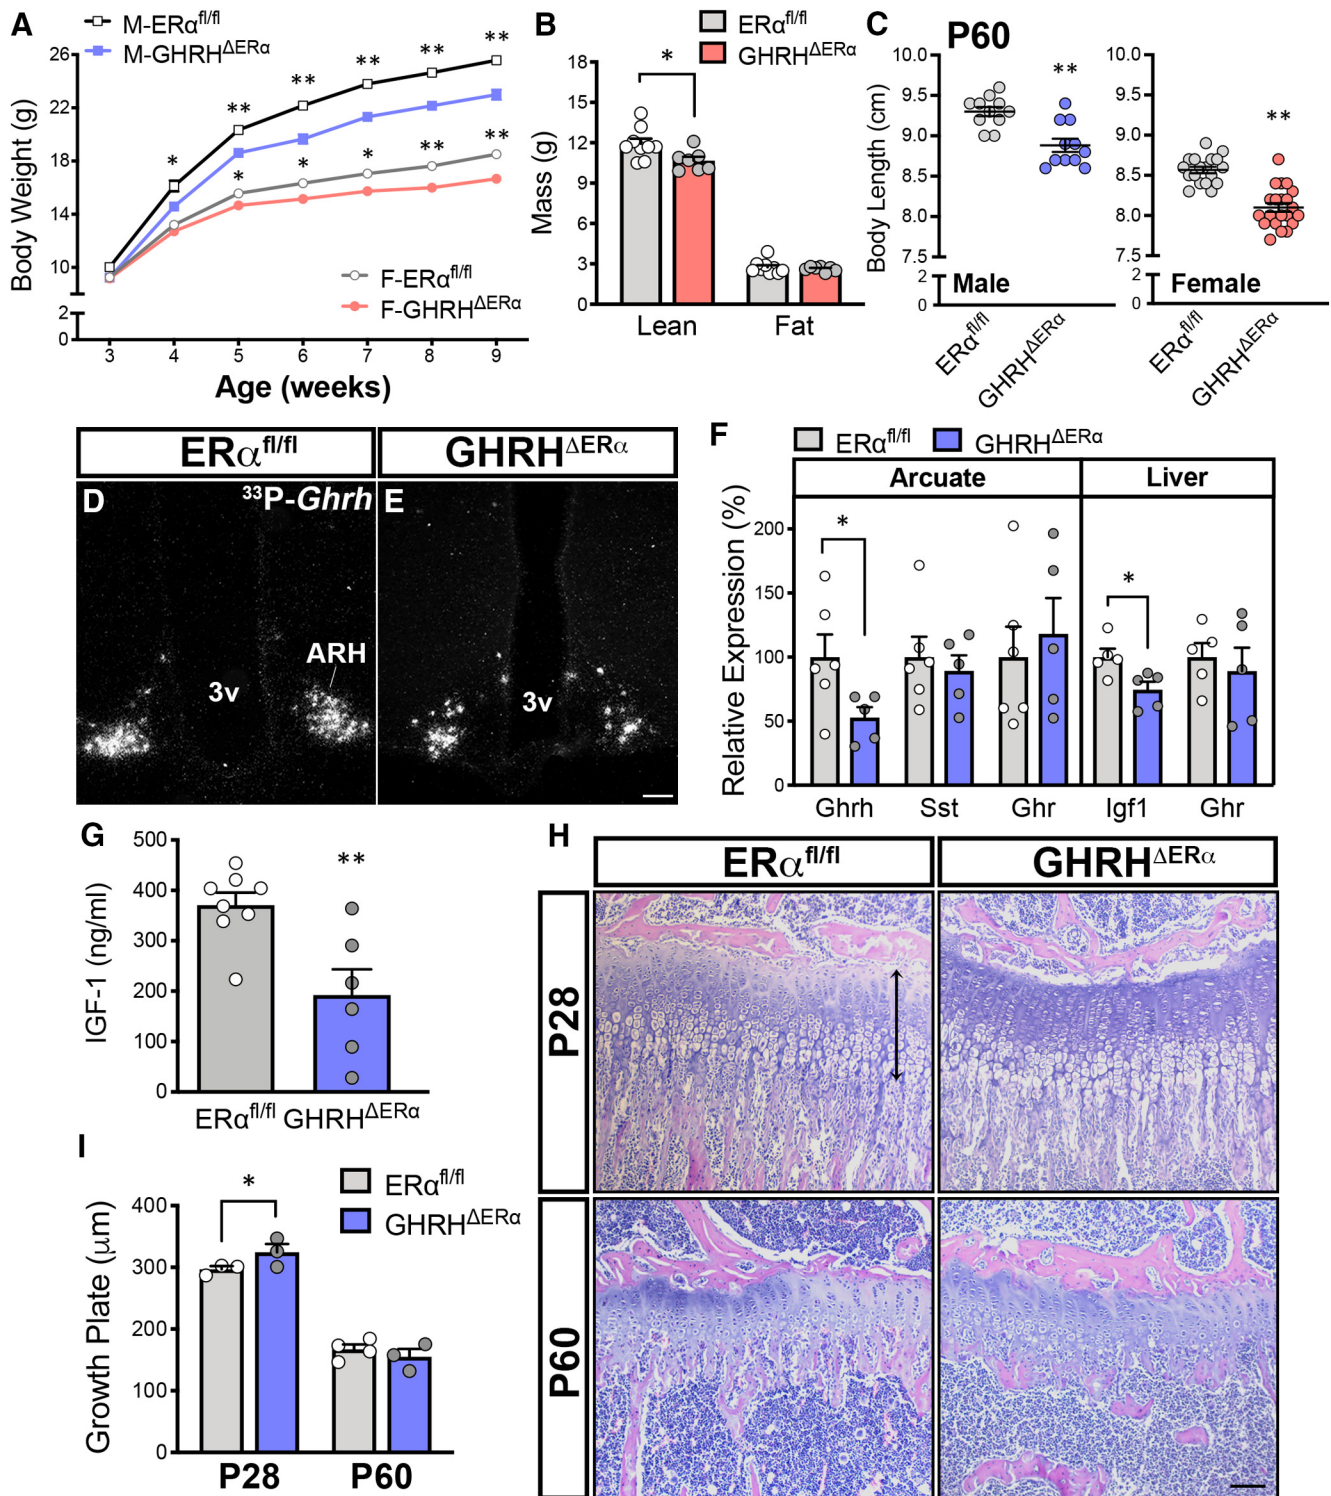 A
M-ERα^fl/fl
M-GHRH^ΔERα
Body Weight (g)
26
22
18
14
10
2
0
* ** ** ** ** **
* * * ** **
F-ERα^fl/fl
F-GHRH^ΔERα
3 4 5 6 7 8 9
Age (weeks)
B
ERα^fl/fl
GHRH^ΔERα
Mass (g)
18
15
12
9
6
3
0
*
Lean Fat
C
P60
Body Length (cm)
10.0
9.5
9.0
8.5
8.0
7.5
2
0
**
Male
ERα^fl/fl
GHRH^ΔERα
10.0
9.5
9.0
8.5
8.0
7.5
2
0
**
Female
ERα^fl/fl
GHRH^ΔERα
ERα^fl/fl
GHRH^ΔERα
D
³³P-Ghrh
ARH
3v
E
3v
F
ERα^fl/fl
GHRH^ΔERα
Arcuate Liver
Relative Expression (%)
200
150
100
50
0
* *
Ghrh Sst Ghr Igf1 Ghr
G
IGF-1 (ng/ml)
500
400
300
200
100
0
**
ERα^fl/fl GHRH^ΔERα
H
ERα^fl/fl
GHRH^ΔERα
P28
P60
I
ERα^fl/fl
GHRH^ΔERα
Growth Plate (μm)
400
300
200
100
0
*
P28 P60